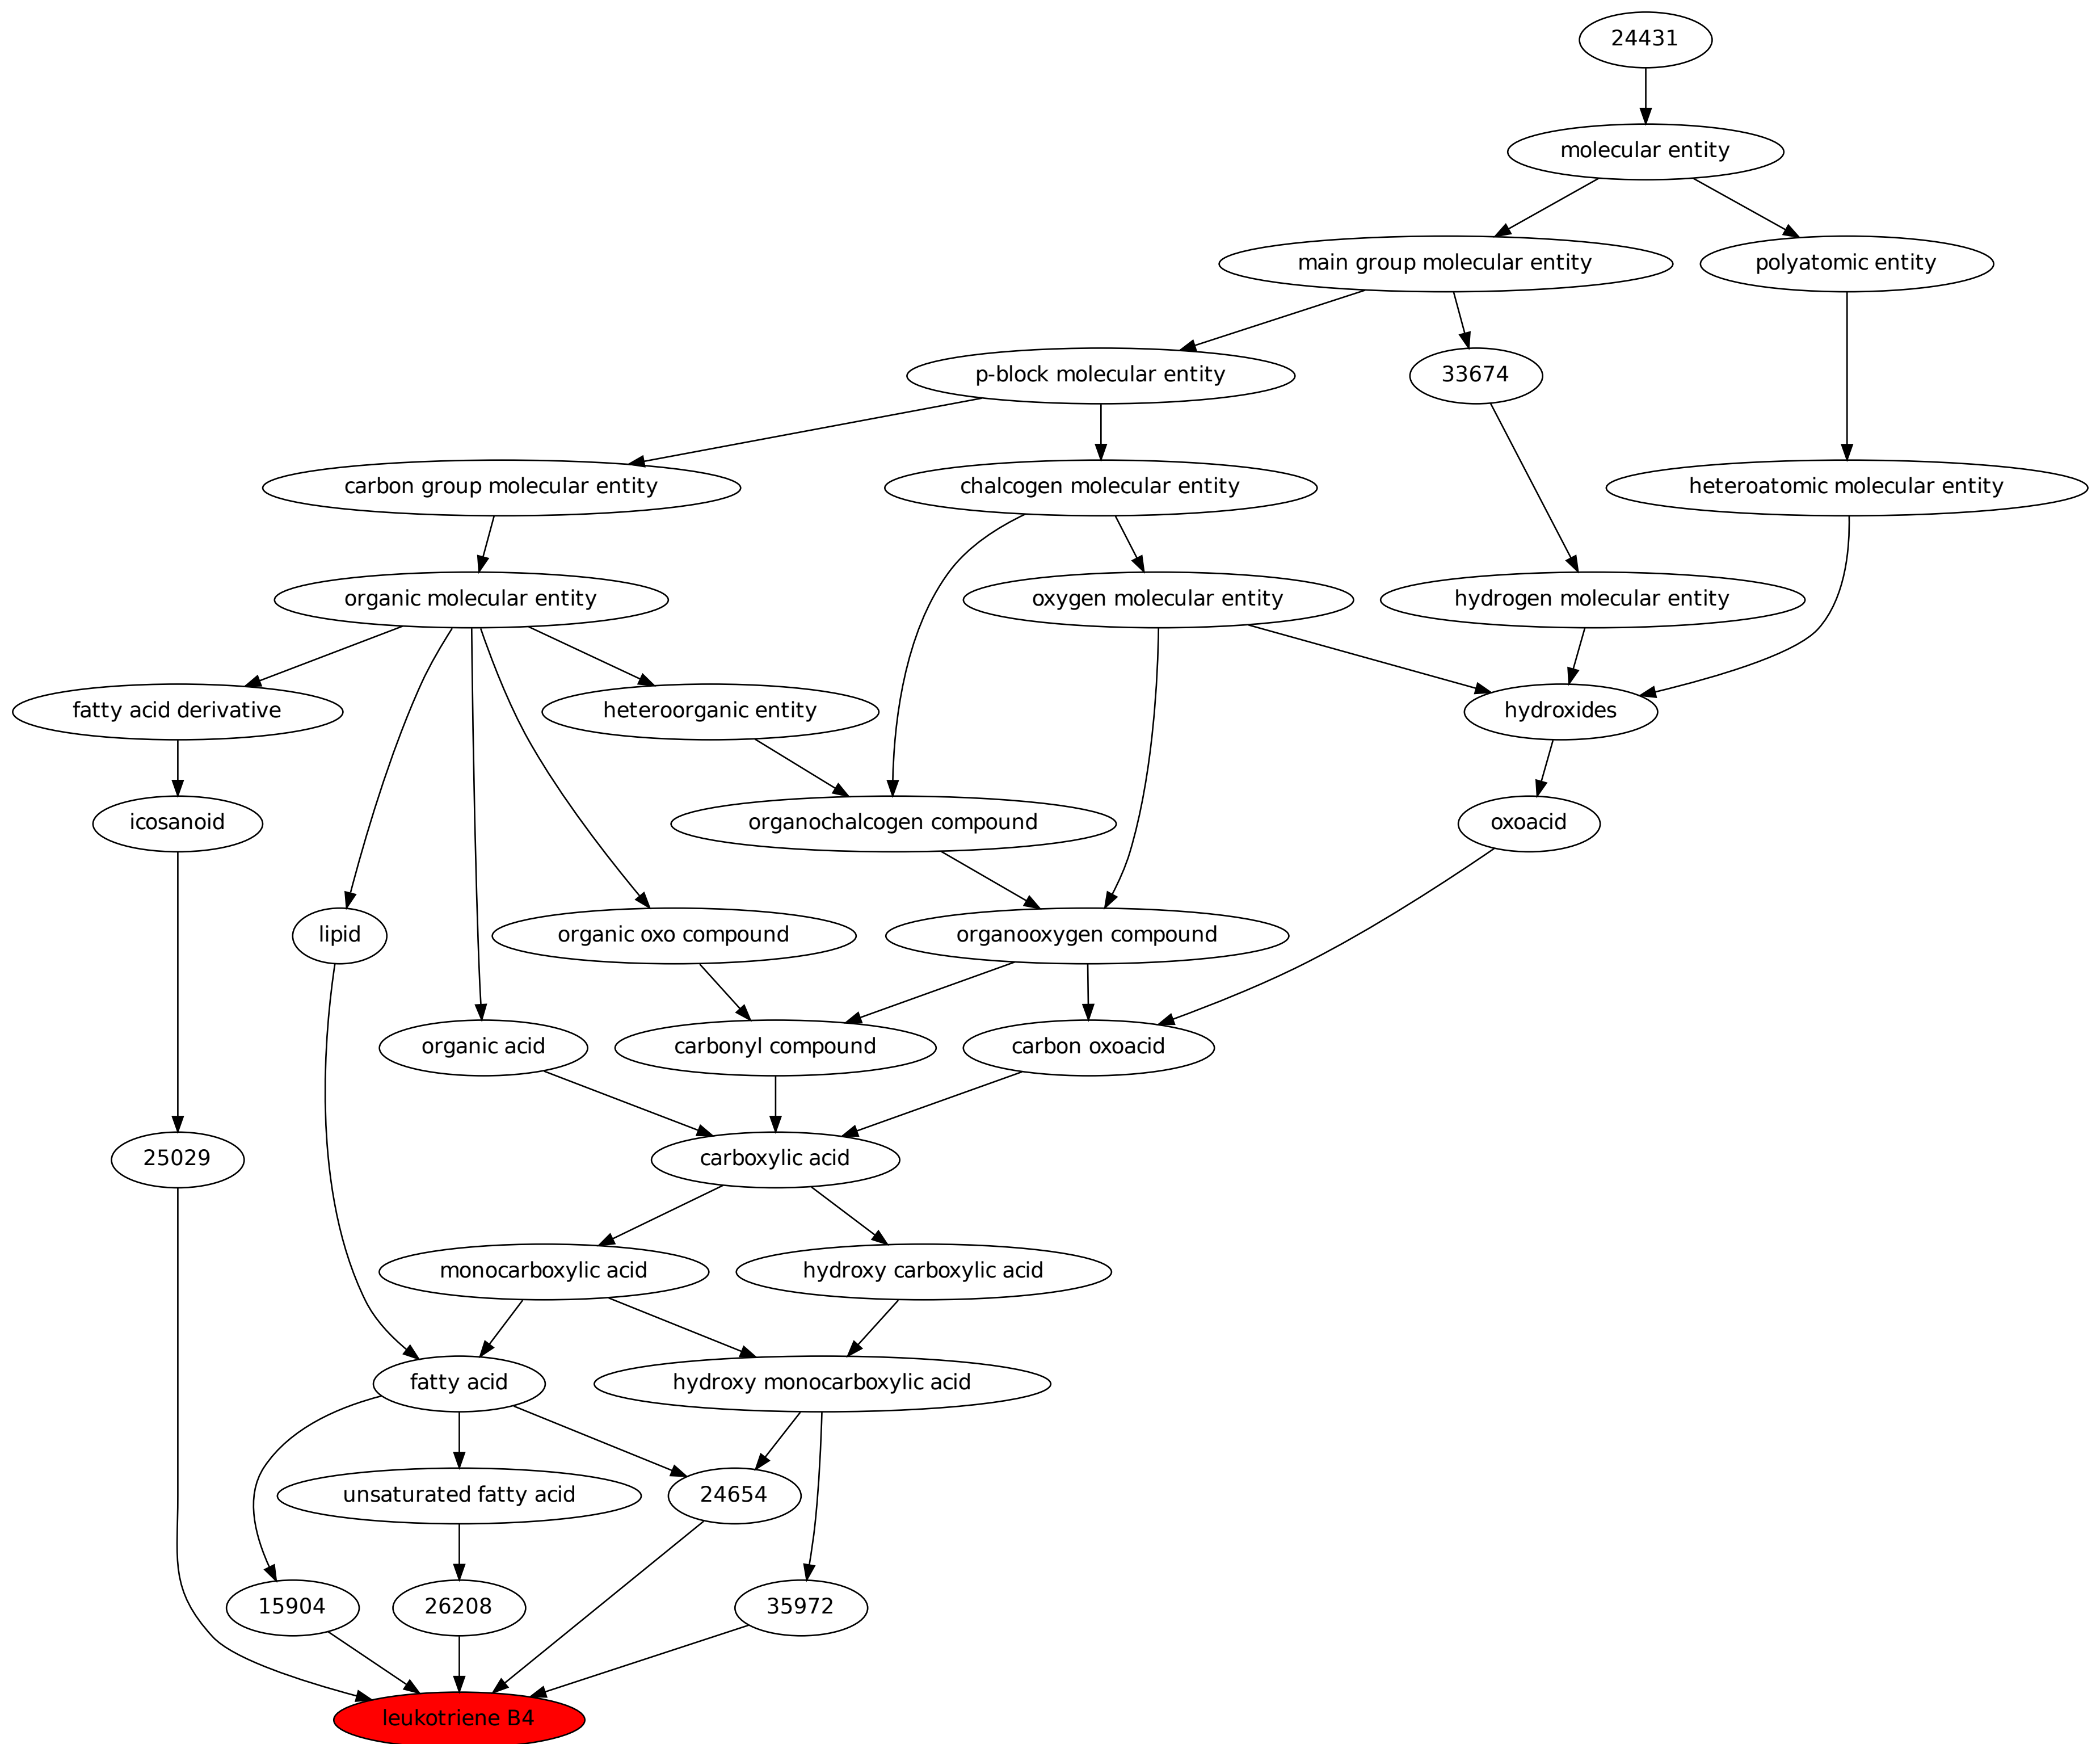 24431
molecular entity
main group molecular entity
polyatomic entity
p-block molecular entity
33674
carbon group molecular entity
chalcogen molecular entity
heteroatomic molecular entity
organic molecular entity
oxygen molecular entity
hydrogen molecular entity
fatty acid derivative
heteroorganic entity
hydroxides
icosanoid
organochalcogen compound
oxoacid
lipid
organic oxo compound
organooxygen compound
organic acid
carbonyl compound
carbon oxoacid
25029
carboxylic acid
monocarboxylic acid
hydroxy carboxylic acid
fatty acid
hydroxy monocarboxylic acid
unsaturated fatty acid
24654
15904
26208
35972
leukotriene B4